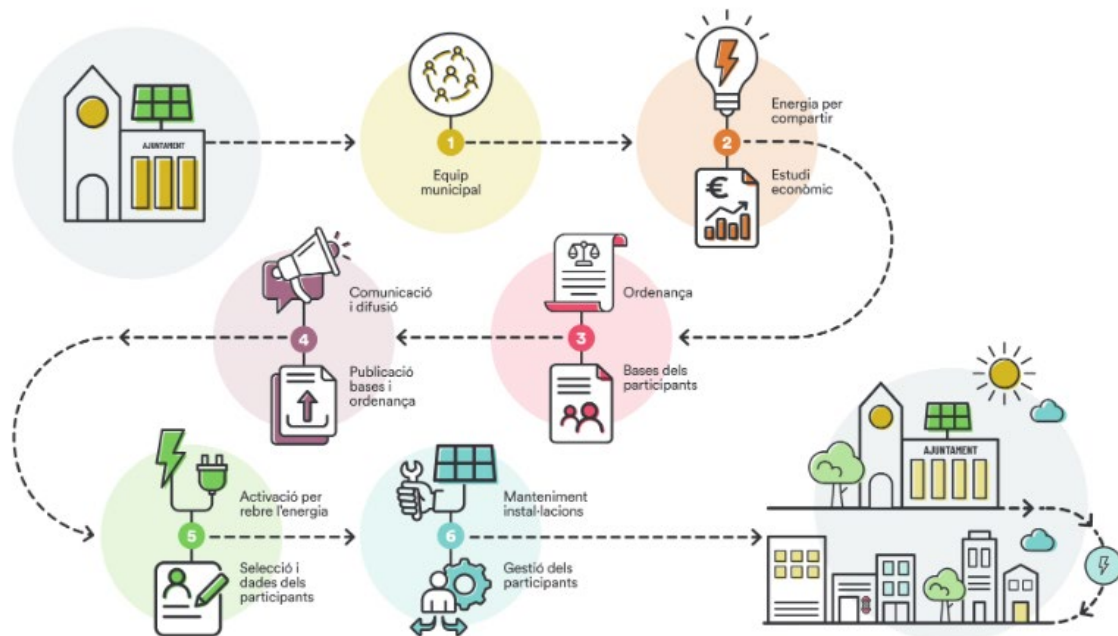 AJUNTAMENT
1
Equip
municipal
Energia per
compartir
2
Estudi
econòmic
€
Ordenança
3
Bases dels
participants
Comunicació
i difusió
4
Publicació
bases i
ordenança
Activació per
rebre l'energia
5
Selecció i
dades dels
participants
Manteniment
instal·lacions
6
Gestió dels
participants
AJUNTAMENT